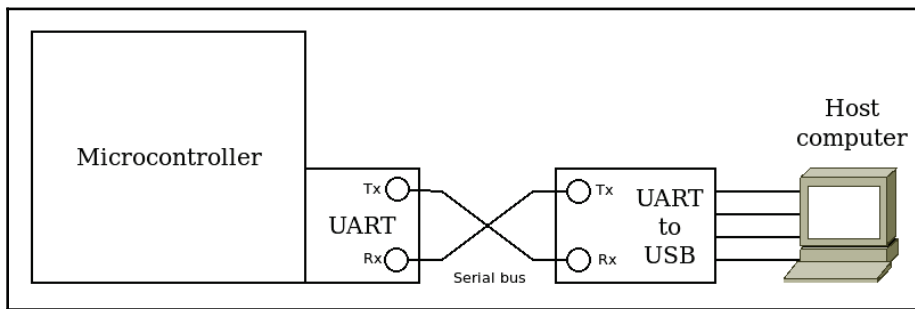 Microcontroller
Tx
UART
Rx
Serial bus
Tx
Rx
UART
to
USB
Host
computer